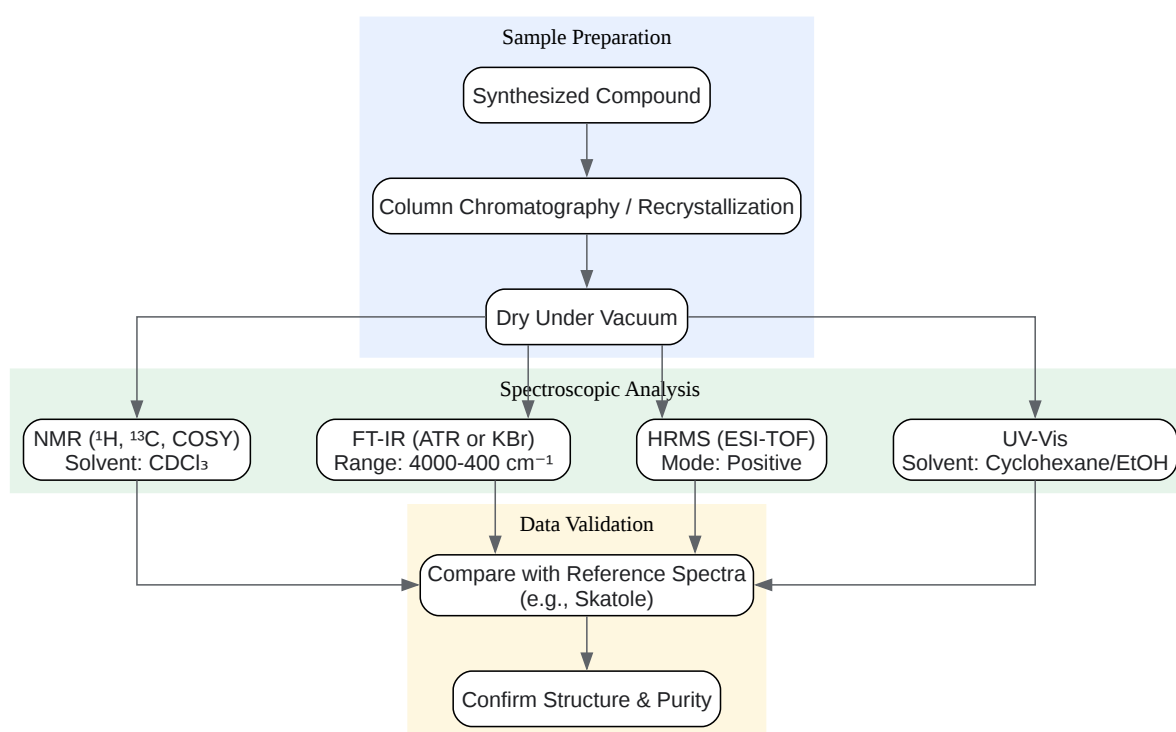 Sample Preparation
Synthesized Compound
Column Chromatography / Recrystallization
Dry Under Vacuum
Spectroscopic Analysis
NMR (¹H, ¹³C, COSY)
Solvent: CDCl₃
FT-IR (ATR or KBr)
Range: 4000-400 cm⁻¹
HRMS (ESI-TOF)
Mode: Positive
UV-Vis
Solvent: Cyclohexane/EtOH
Data Validation
Compare with Reference Spectra
(e.g., Skatole)
Confirm Structure & Purity